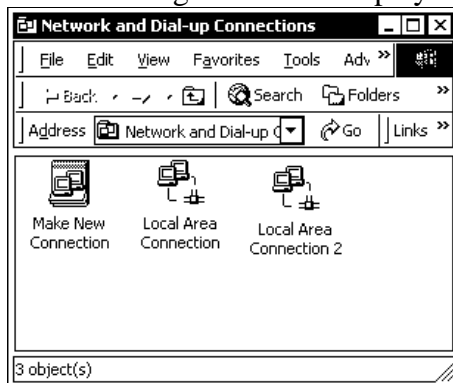 Network and Dial-up Connections
File Edit View Favorites Tools Adv »
Back Search Folders »
Address Network and Dial-up Go Links »
Make New Connection
Local Area Connection
Local Area Connection 2
3 object(s)